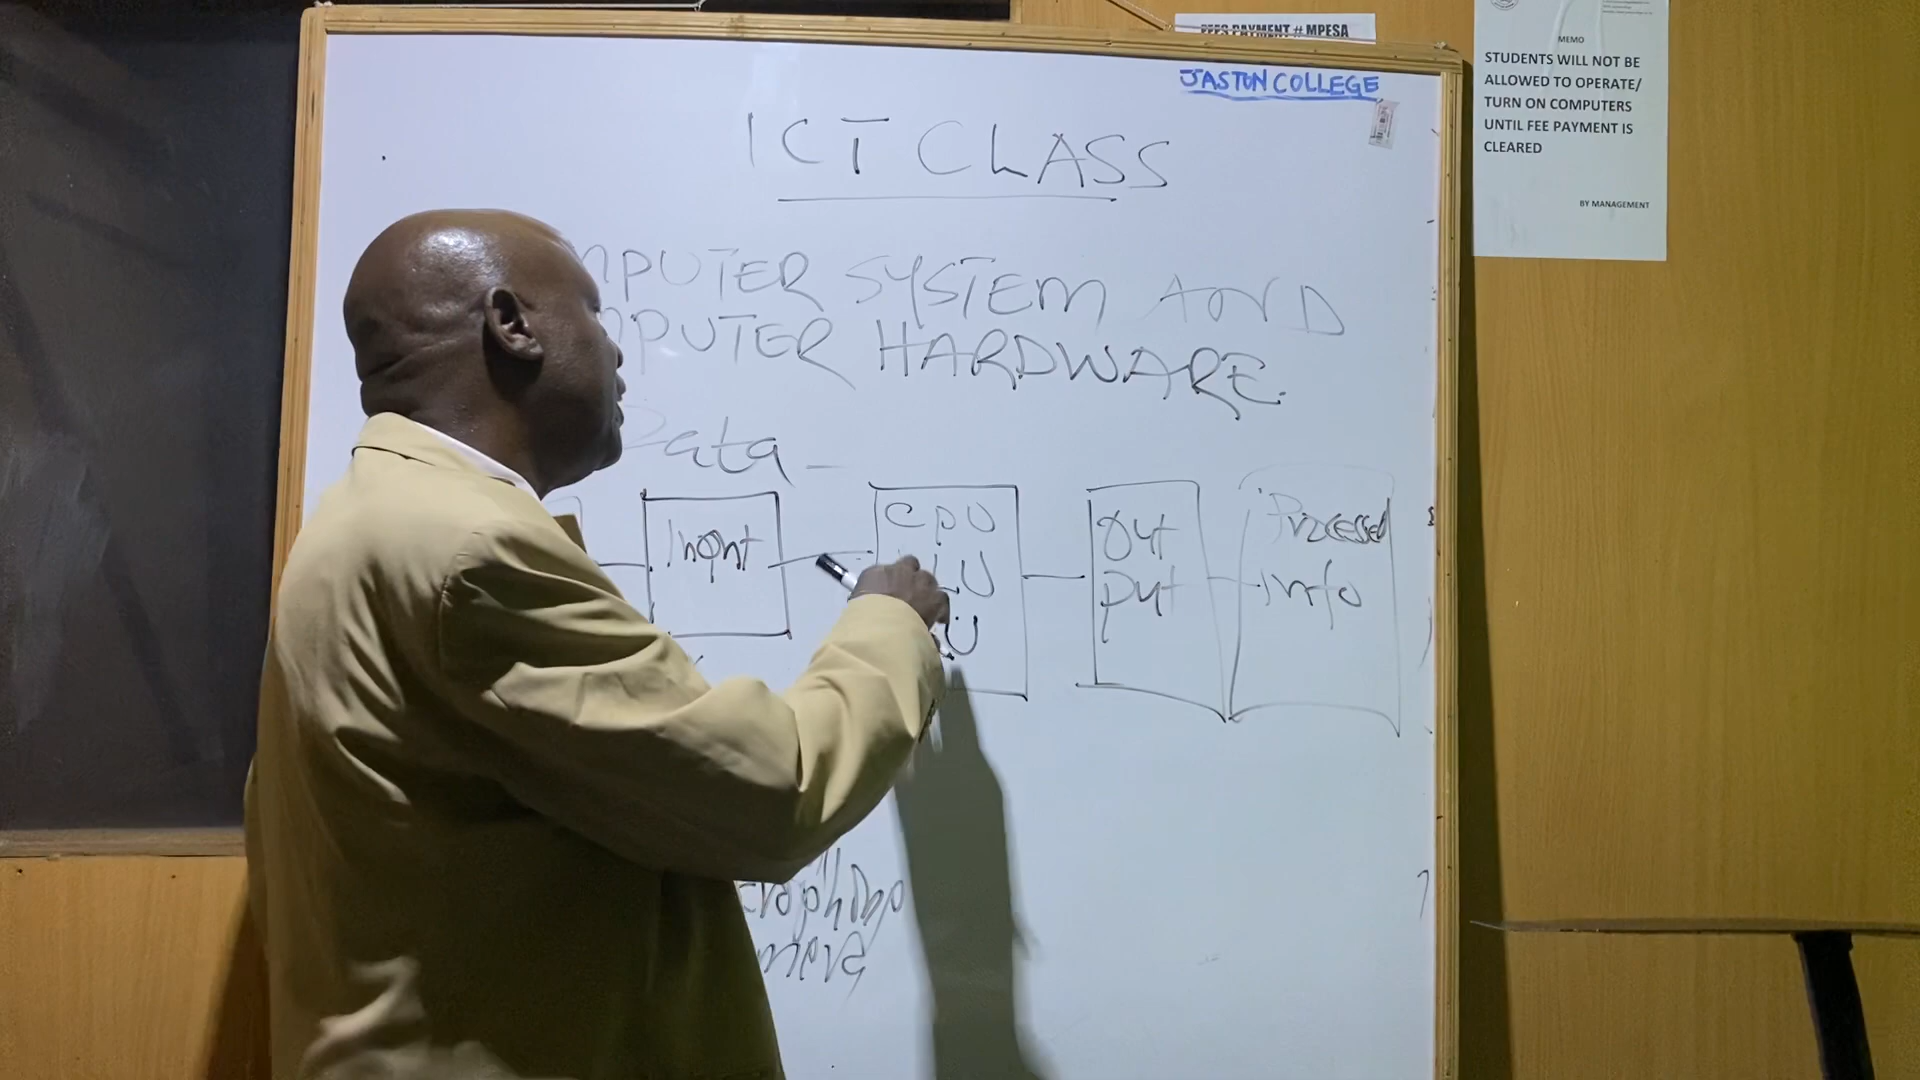 FEES PAYMENT # MPESA
JASTON COLLEGE
MEMO
STUDENTS WILL NOT BE
ALLOWED TO OPERATE/
TURN ON COMPUTERS
UNTIL FEE PAYMENT IS
CLEARED
BY MANAGEMENT
ICT CLASS
MPUTER SYSTEM AND
MPUTER HARDWARE
Data
Input
CPU
LU
U
Out
put
Processed
info